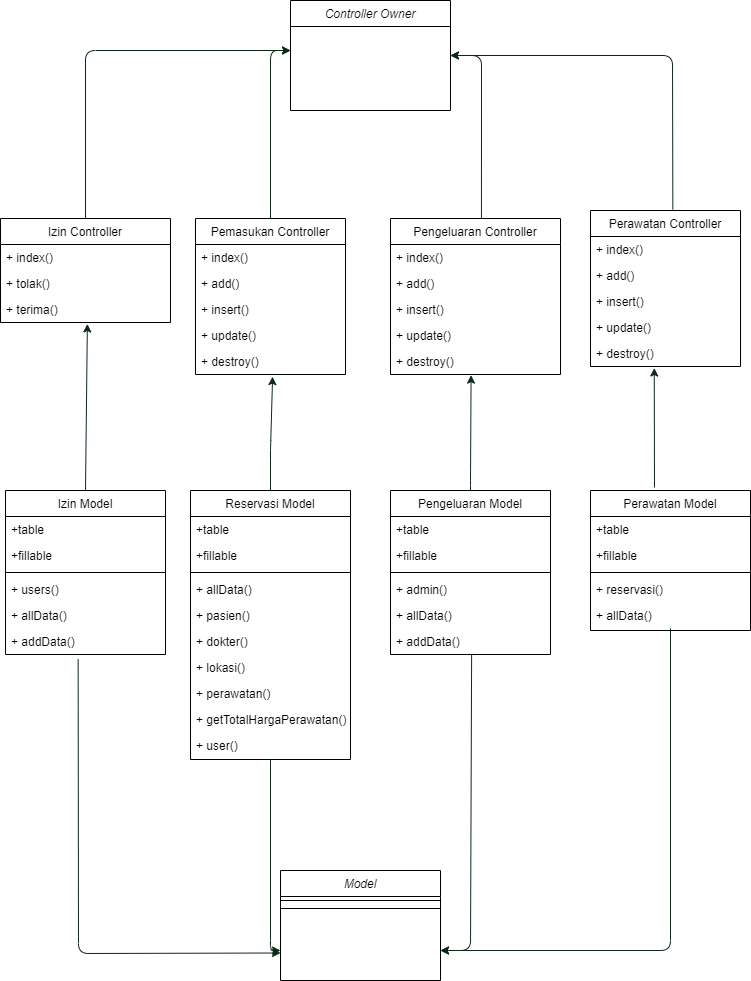 Controller Owner
Izin Controller
+ index()
+ tolak()
+ terima()
Pemasukan Controller
+ index()
+ add()
+ insert()
+ update()
+ destroy()
Pengeluaran Controller
+ index()
+ add()
+ insert()
+ update()
+ destroy()
Perawatan Controller
+ index()
+ add()
+ insert()
+ update()
+ destroy()
Izin Model
+table
+fillable
+ users()
+ allData()
+ addData()
Reservasi Model
+table
+fillable
+ allData()
+ pasien()
+ dokter()
+ lokasi()
+ perawatan()
+ getTotalHargaPerawatan()
+ user()
Pengeluaran Model
+table
+fillable
+ admin()
+ allData()
+ addData()
Perawatan Model
+table
+fillable
+ reservasi()
+ allData()
Model